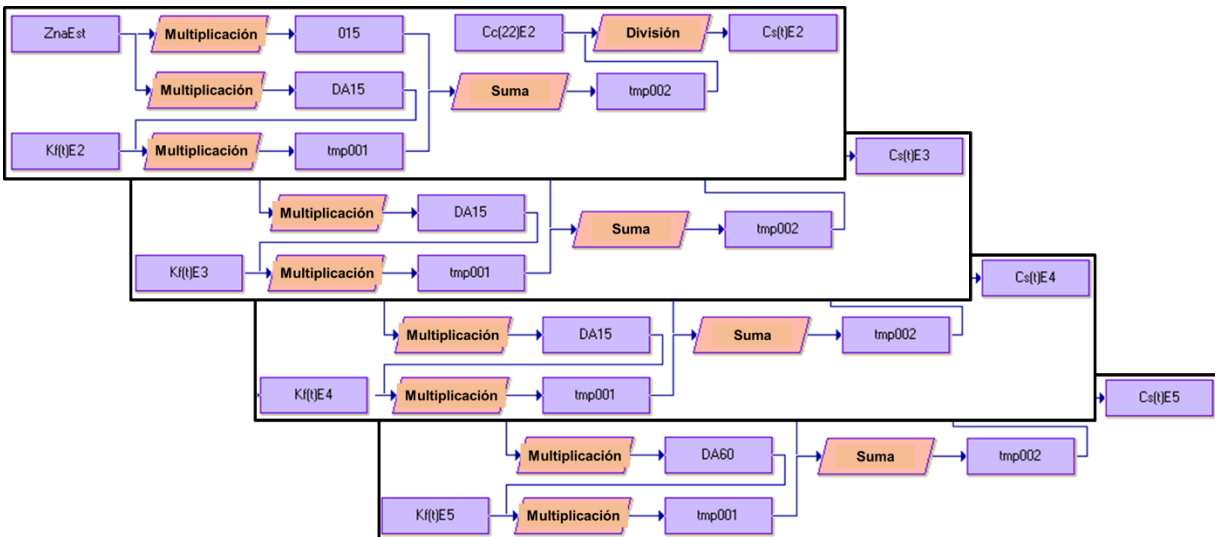 ZnaEst
Multiplicación
015
Cc(22)E2
División
Cs(t)E2
Multiplicación
DA15
Suma
tmp002
Kf(t)E2
Multiplicación
tmp001
Cs(t)E3
Multiplicación
DA15
Suma
tmp002
Kf(t)E3
Multiplicación
tmp001
Cs(t)E4
Multiplicación
DA15
Suma
tmp002
Kf(t)E4
Multiplicación
tmp001
Cs(t)E5
Multiplicación
DA60
Suma
tmp002
Kf(t)E5
Multiplicación
tmp001